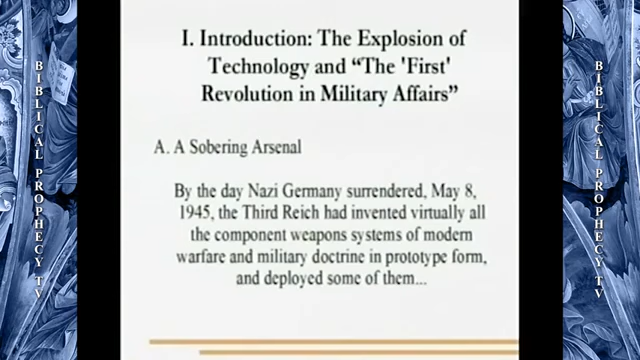 BIBLICAL PROPHECY TV
I. Introduction: The Explosion of
Technology and “The 'First'
Revolution in Military Affairs”
A. A Sobering Arsenal
By the day Nazi Germany surrendered, May 8,
1945, the Third Reich had invented virtually all
the component weapons systems of modern
warfare and military doctrine in prototype form,
and deployed some of them...
BIBLICAL PROPHECY TV